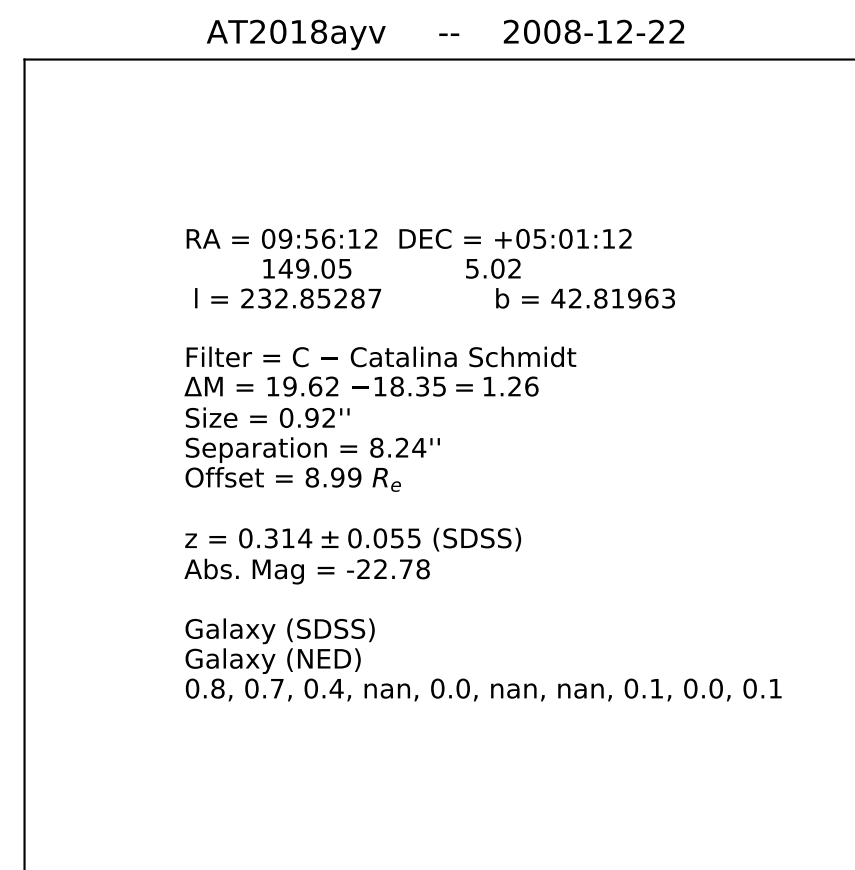 AT2018ayv -- 2008-12-22
RA = 09:56:12 DEC = +05:01:12
149.05 5.02
l = 232.85287 b = 42.81963
Filter = C − Catalina Schmidt
ΔM = 19.62 −18.35 = 1.26
Size = 0.92''
Separation = 8.24''
Offset = 8.99 Rₑ
z = 0.314 ± 0.055 (SDSS)
Abs. Mag = -22.78
Galaxy (SDSS)
Galaxy (NED)
0.8, 0.7, 0.4, nan, 0.0, nan, nan, 0.1, 0.0, 0.1